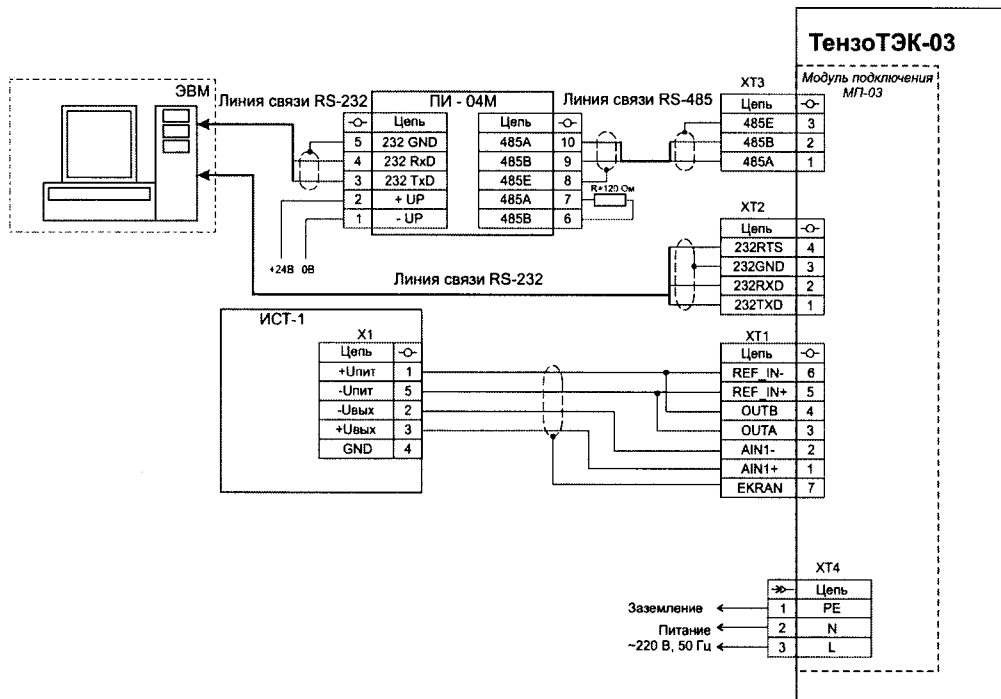 ТензоТЭК-03
Модуль подключения
МП-03
ЭВМ
Линия связи RS-232
ПИ - 04М
Цепь
5 232 GND
4 232 RxD
3 232 TxD
2 + UP
1 - UP
Цепь
485A 10
485B 9
485E 8
485A 7
485B 6
+24В 0В
Линия связи RS-485
R=120 Ом
XT3
Цепь
485E 3
485B 2
485A 1
XT2
Цепь
232RTS 4
232GND 3
232RXD 2
232TXD 1
Линия связи RS-232
ИСТ-1
X1
Цепь
+Uпит 1
-Uпит 5
-Uвых 2
+Uвых 3
GND 4
XT1
Цепь
REF_IN- 6
REF_IN+ 5
OUTB 4
OUTA 3
AIN1- 2
AIN1+ 1
EKRAN 7
XT4
Цепь
Заземление 1 PE
Питание 2 N
~220 В, 50 Гц 3 L